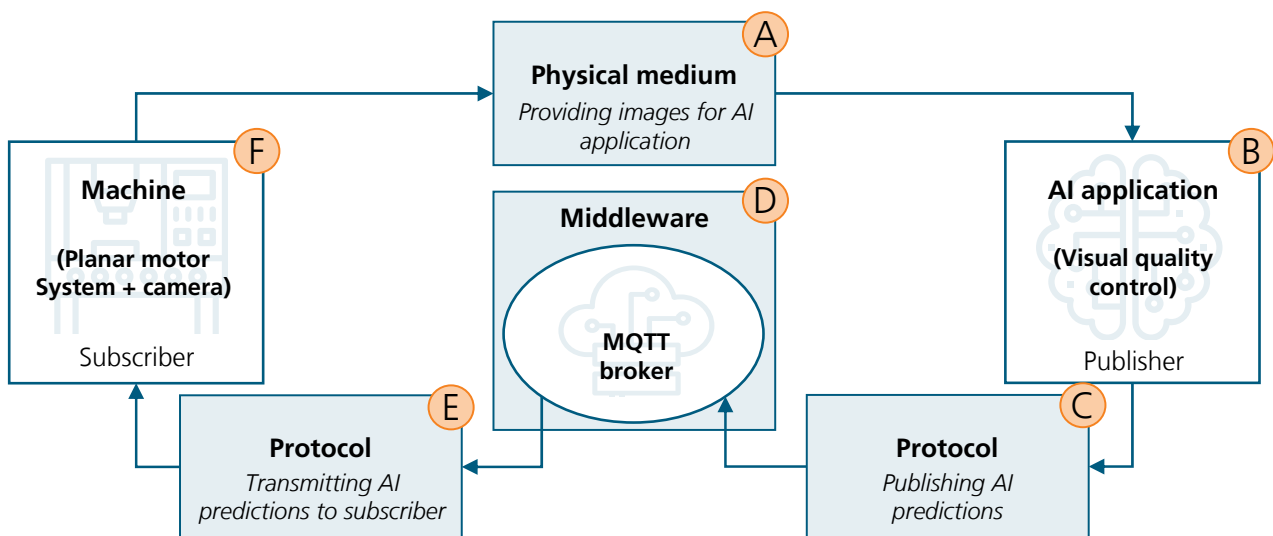 A
Physical medium
Providing images for AI
application
F
Machine
(Planar motor
System + camera)
Subscriber
D
Middleware
MQTT
broker
B
AI application
(Visual quality
control)
Publisher
E
Protocol
Transmitting AI
predictions to subscriber
C
Protocol
Publishing AI
predictions